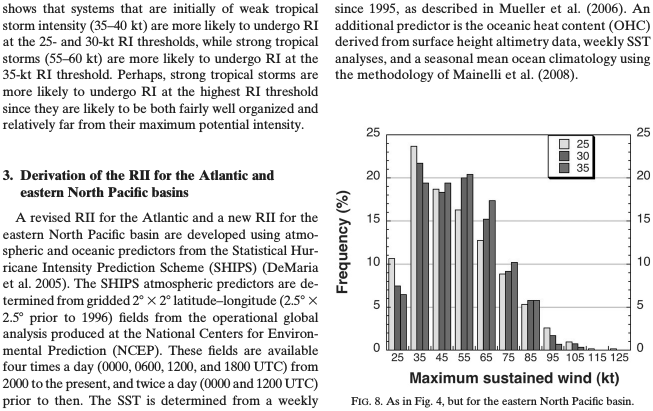 shows that systems that are initially of weak tropical
storm intensity (35–40 kt) are more likely to undergo RI
at the 25- and 30-kt RI thresholds, while strong tropical
storms (55–60 kt) are more likely to undergo RI at the
35-kt RI threshold. Perhaps, strong tropical storms are
more likely to undergo RI at the highest RI threshold
since they are likely to be both fairly well organized and
relatively far from their maximum potential intensity.
3. Derivation of the RII for the Atlantic and
eastern North Pacific basins
A revised RII for the Atlantic and a new RII for the
eastern North Pacific basin are developed using atmo-
spheric and oceanic predictors from the Statistical Hur-
ricane Intensity Prediction Scheme (SHIPS) (DeMaria
et al. 2005). The SHIPS atmospheric predictors are de-
termined from gridded 2° × 2° latitude–longitude (2.5° ×
2.5° prior to 1996) fields from the operational global
analysis produced at the National Centers for Environ-
mental Prediction (NCEP). These fields are available
four times a day (0000, 0600, 1200, and 1800 UTC) from
2000 to the present, and twice a day (0000 and 1200 UTC)
prior to then. The SST is determined from a weekly
since 1995, as described in Mueller et al. (2006). An
additional predictor is the oceanic heat content (OHC)
derived from surface height altimetry data, weekly SST
analyses, and a seasonal mean ocean climatology using
the methodology of Mainelli et al. (2008).
25 25
20 20
15 15
10 10
5 5
0 0
Frequency (%)
25
30
35
25 35 45 55 65 75 85 95 105 115 125
Maximum sustained wind (kt)
FIG. 8. As in Fig. 4, but for the eastern North Pacific basin.